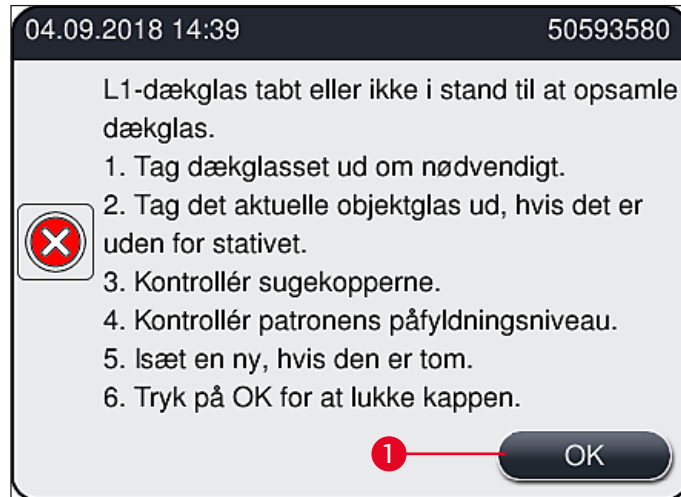 04.09.2018 14:39 50593580
L1-dækglas tabt eller ikke i stand til at opsamle
dækglas.
1. Tag dækglasset ud om nødvendigt.
2. Tag det aktuelle objektglas ud, hvis det er
uden for stativet.
3. Kontrollér sugekopperne.
4. Kontrollér patronens påfyldningsniveau.
5. Isæt en ny, hvis den er tom.
6. Tryk på OK for at lukke kappen.
1 OK